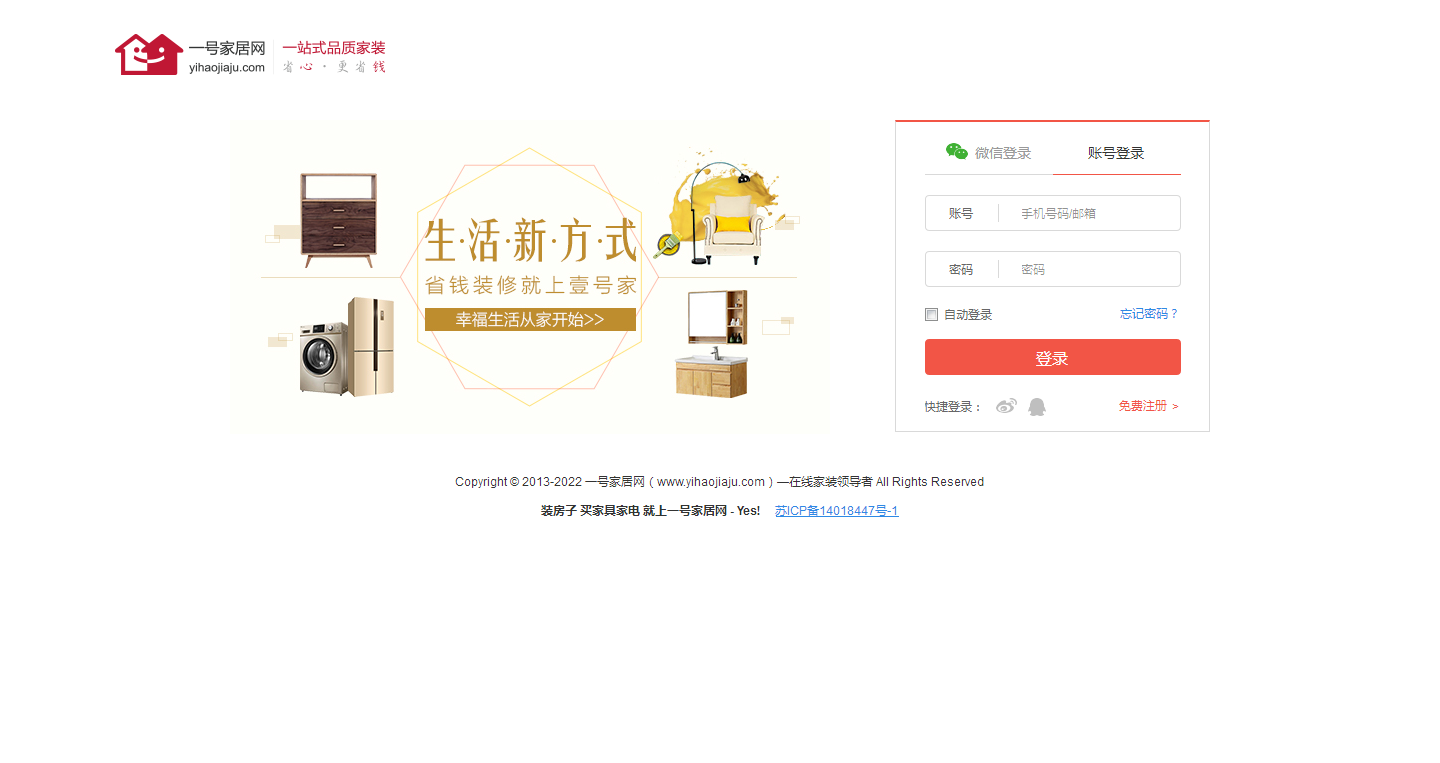 一号家居网
yihaojiaju.com
一站式品质家装
省 心 · 更 省 钱
生·活·新·方·式
省钱装修就上壹号家
幸福生活从家开始>>
微信登录 账号登录
账号 手机号码/邮箱
密码 密码
自动登录 忘记密码？
登录
快捷登录： 免费注册 >
Copyright © 2013-2022 一号家居网（www.yihaojiaju.com）—在线家装领导者 All Rights Reserved
装房子 买家具家电 就上一号家居网 - Yes! 苏ICP备14018447号-1